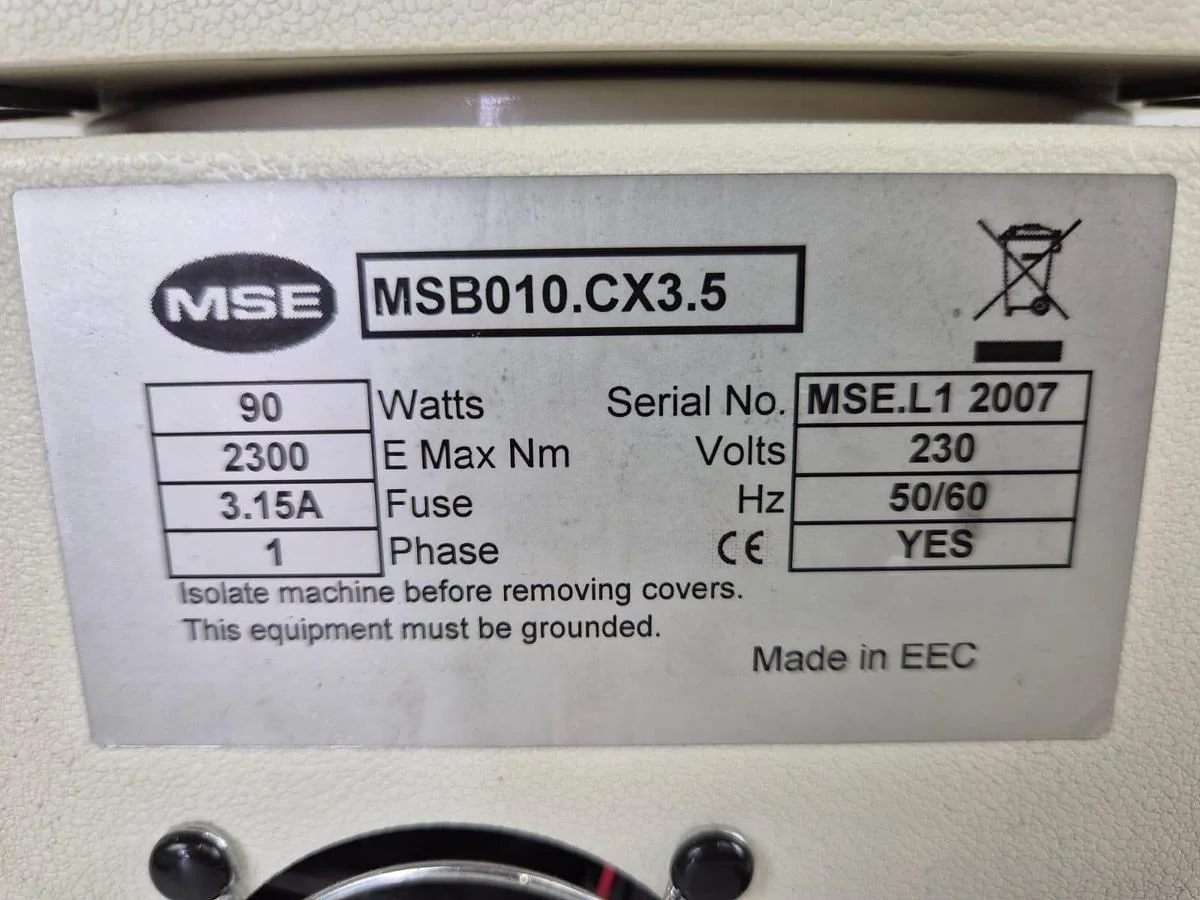 MSE MSB010.CX3.5
90 Watts Serial No. MSE.L1 2007
2300 E Max Nm Volts 230
3.15A Fuse Hz 50/60
1 Phase CE YES
Isolate machine before removing covers.
This equipment must be grounded.
Made in EEC